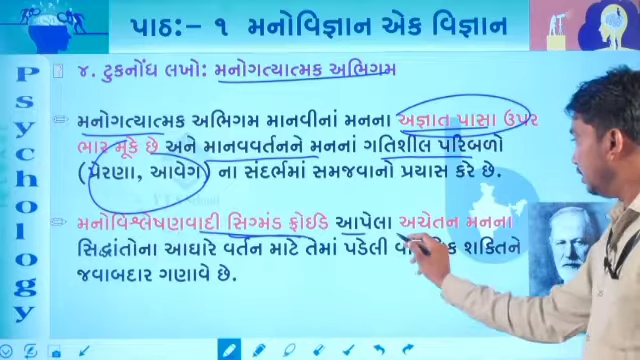 પાઠ:- ૧ મનોવિજ્ઞાન એક વિજ્ઞાન
Psychology
૪. ટુકનોંધ લખો: મનોગત્યાત્મક અભિગમ
મનોગત્યાત્મક અભિગમ માનવીનાં મનના અજ્ઞાત પાસા ઉપર
ભાર મૂકે છે અને માનવવર્તનને મનનાં ગતિશીલ પરિબળો
(પ્રેરણા, આવેગ) ના સંદર્ભમાં સમજવાનો પ્રયાસ કરે છે.
મનોવિશ્લેષણવાદી સિગ્મંડ ફ્રોઈડે આપેલા અચેતન મનના
સિદ્ધાંતોના આધારે વર્તન માટે તેમાં પડેલી શક્તિને
જવાબદાર ગણાવે છે.